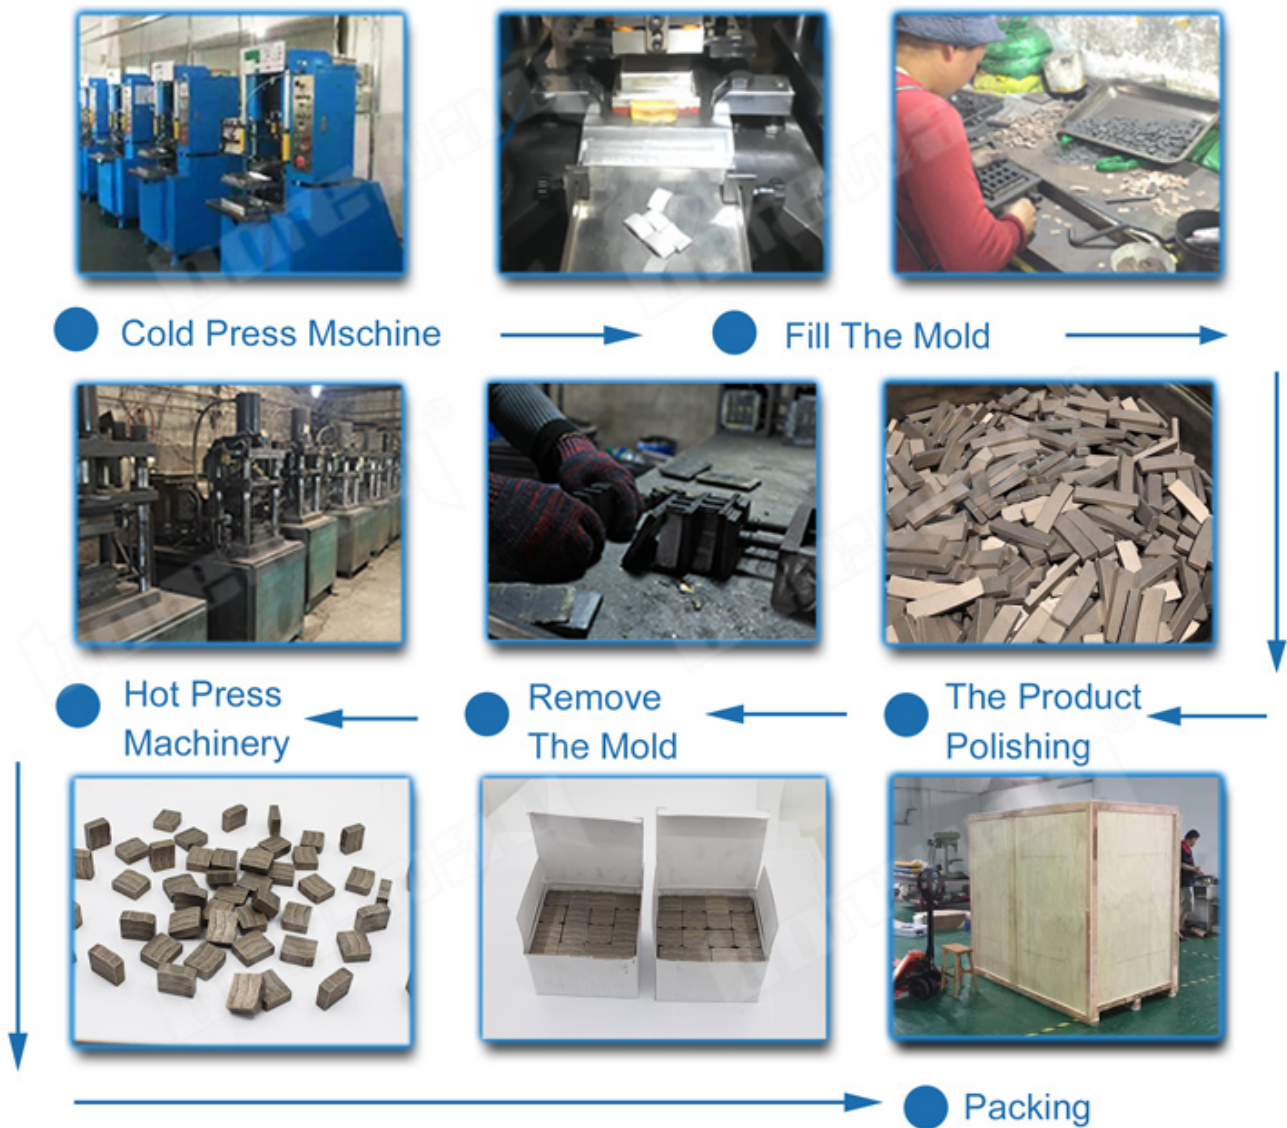 Cold Press Mschine
Fill The Mold
Hot Press
Machinery
Remove
The Mold
The Product
Polishing
Packing